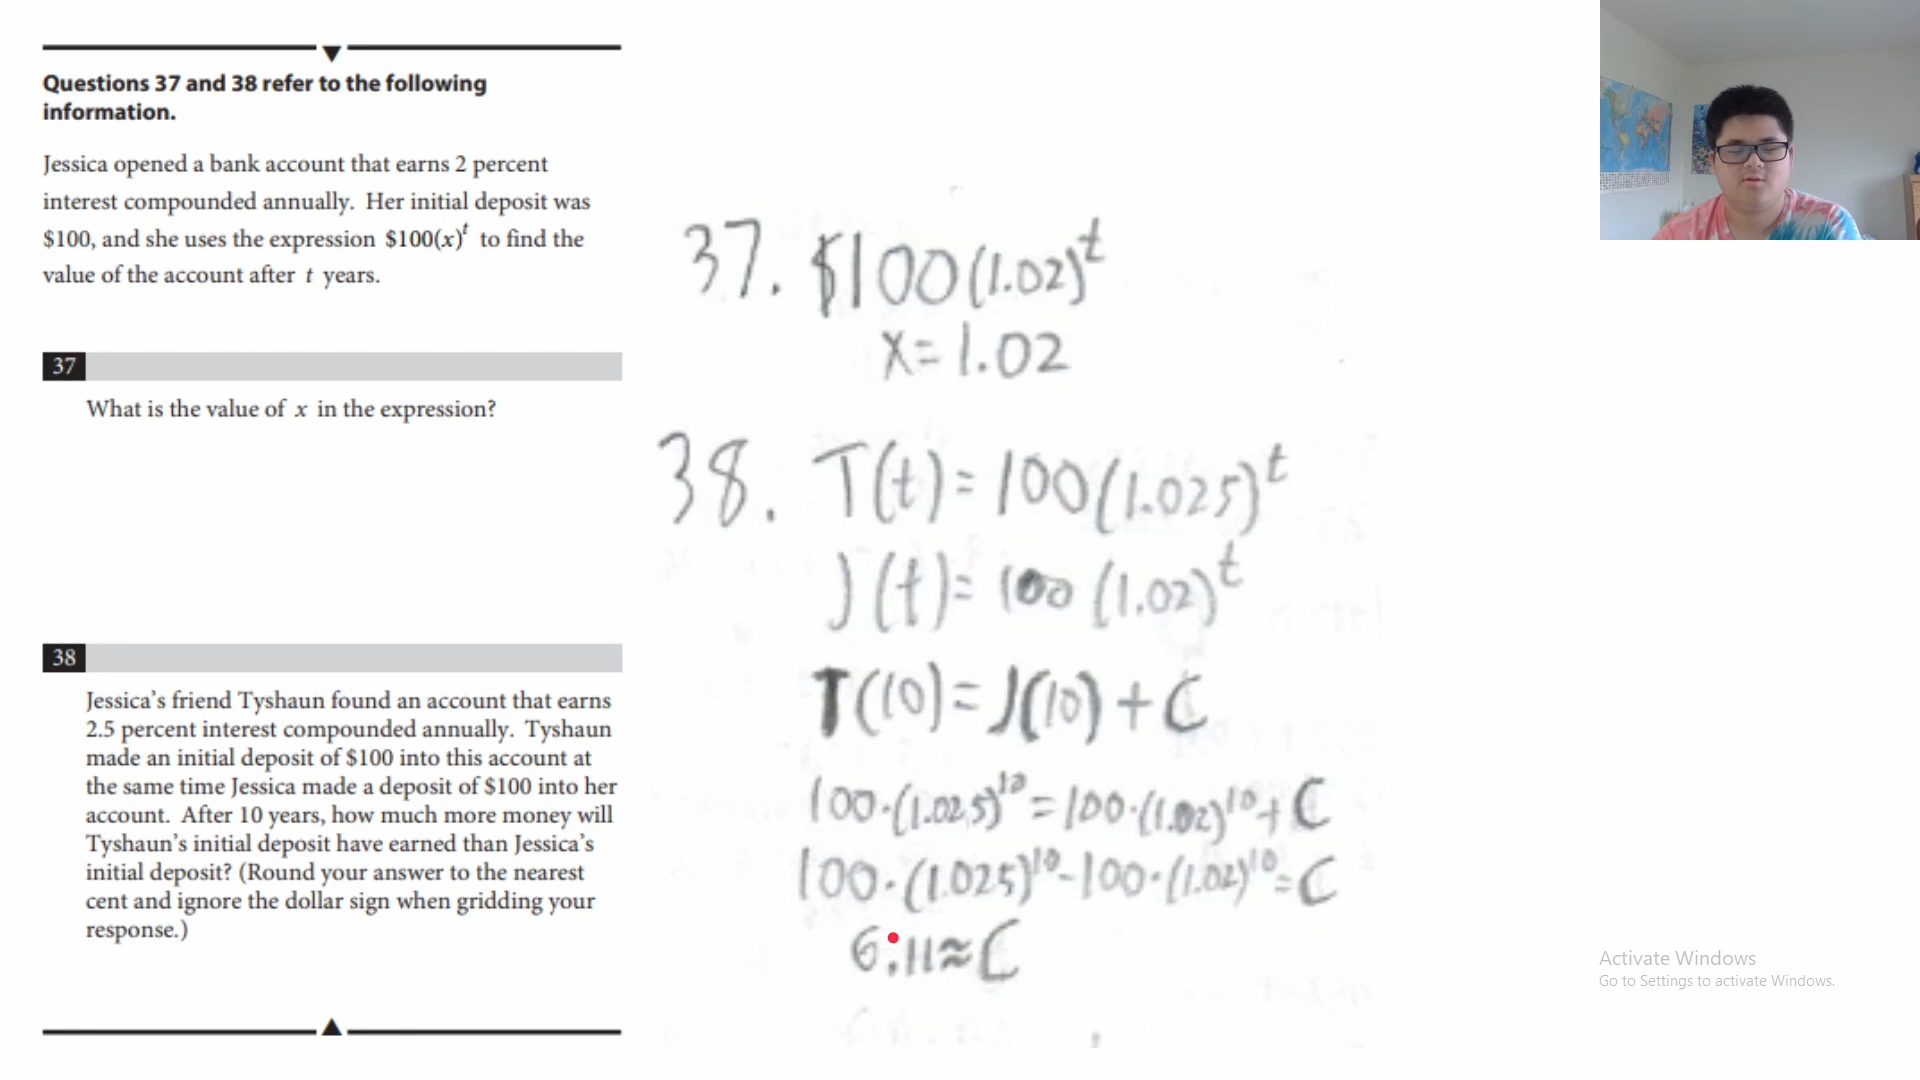 Questions 37 and 38 refer to the following
information.
Jessica opened a bank account that earns 2 percent
interest compounded annually. Her initial deposit was
$100, and she uses the expression $100(x)^t to find the
value of the account after t years.
37
What is the value of x in the expression?
38
Jessica's friend Tyshaun found an account that earns
2.5 percent interest compounded annually. Tyshaun
made an initial deposit of $100 into this account at
the same time Jessica made a deposit of $100 into her
account. After 10 years, how much more money will
Tyshaun's initial deposit have earned than Jessica's
initial deposit? (Round your answer to the nearest
cent and ignore the dollar sign when gridding your
response.)
37. $100(1.02)^t
x=1.02
38. T(t)=100(1.025)^t
J(t)=100(1.02)^t
T(10)=J(10)+C
100·(1.025)^10=100·(1.02)^10+C
100·(1.025)^10-100·(1.02)^10=C
6.11≈C
Activate Windows
Go to Settings to activate Windows.